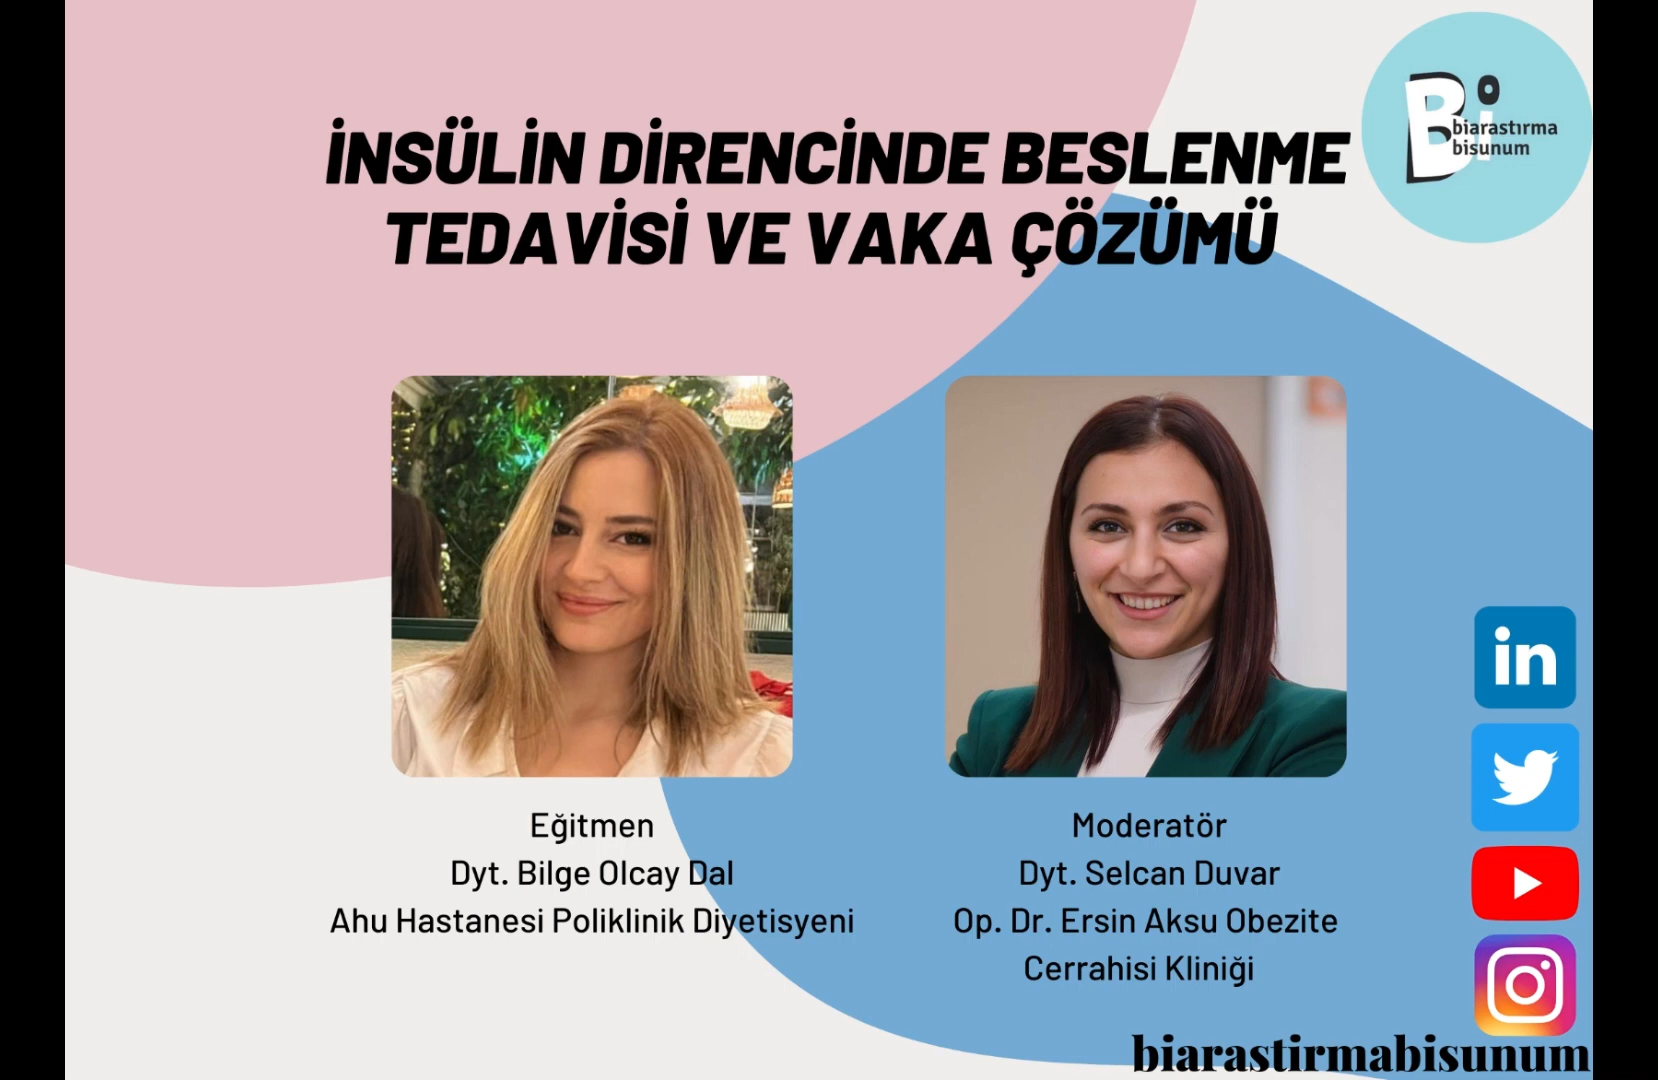 İNSÜLİN DİRENCİNDE BESLENME
TEDAVİSİ VE VAKA ÇÖZÜMÜ
Bi
biarastırma
bisunum
Eğitmen
Dyt. Bilge Olcay Dal
Ahu Hastanesi Poliklinik Diyetisyeni
Moderatör
Dyt. Selcan Duvar
Op. Dr. Ersin Aksu Obezite
Cerrahisi Kliniği
in
biarastirmabisunum